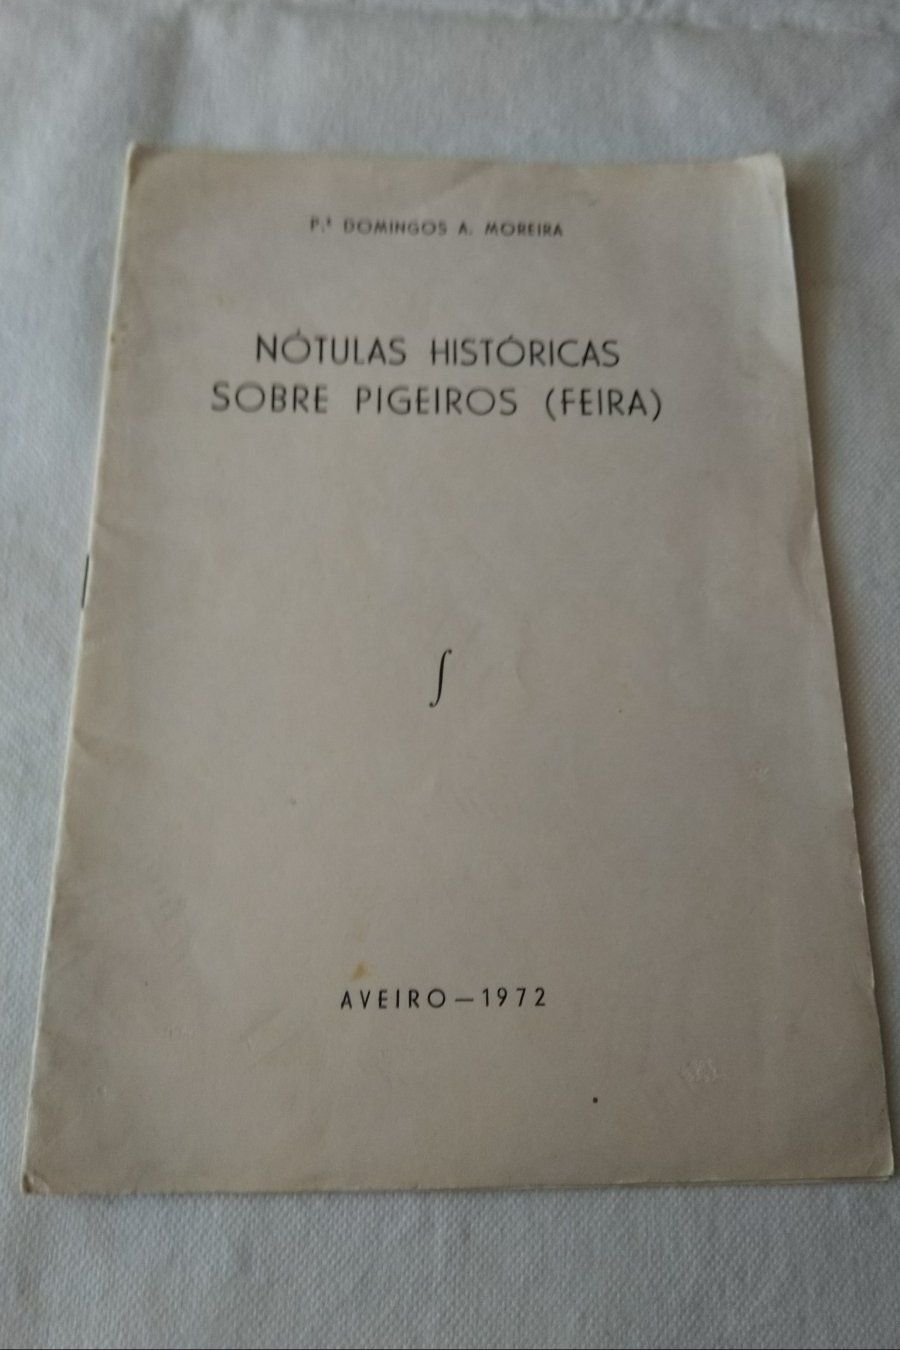 P.ᵉ DOMINGOS A. MOREIRA
NÓTULAS HISTÓRICAS
SOBRE PIGEIROS (FEIRA)
∫
AVEIRO — 1972